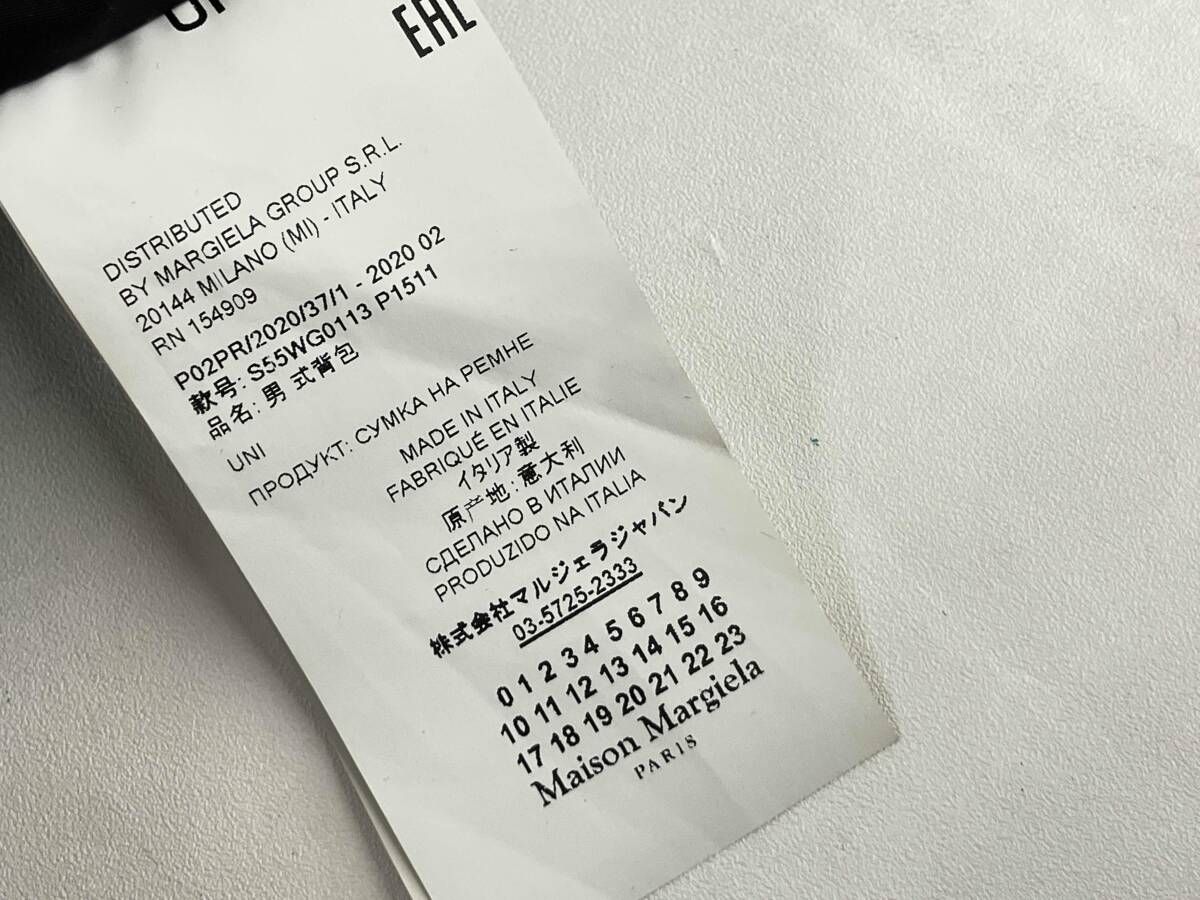 EAC
DISTRIBUTED
BY MARGIELA GROUP S.R.L.
20144 MILANO (MI) - ITALY
RN 154909
P02PR/2020/37/1 - 2020 02
款号: S55WG0113 P1511
品名: 男 式背包
UNI
ПРОДУКТ: СУМКА НА РЕМНЕ
MADE IN ITALY
FABRIQUÉ EN ITALIE
イタリア製
原产地: 意大利
СДЕЛАНО В ИТАЛИИ
PRODUZIDO NA ITALIA
株式会社マルジェラジャパン
03-5725-2333
0 1 2 3 4 5 6 7 8 9
10 11 12 13 14 15 16
17 18 19 20 21 22 23
Maison Margiela
PARIS